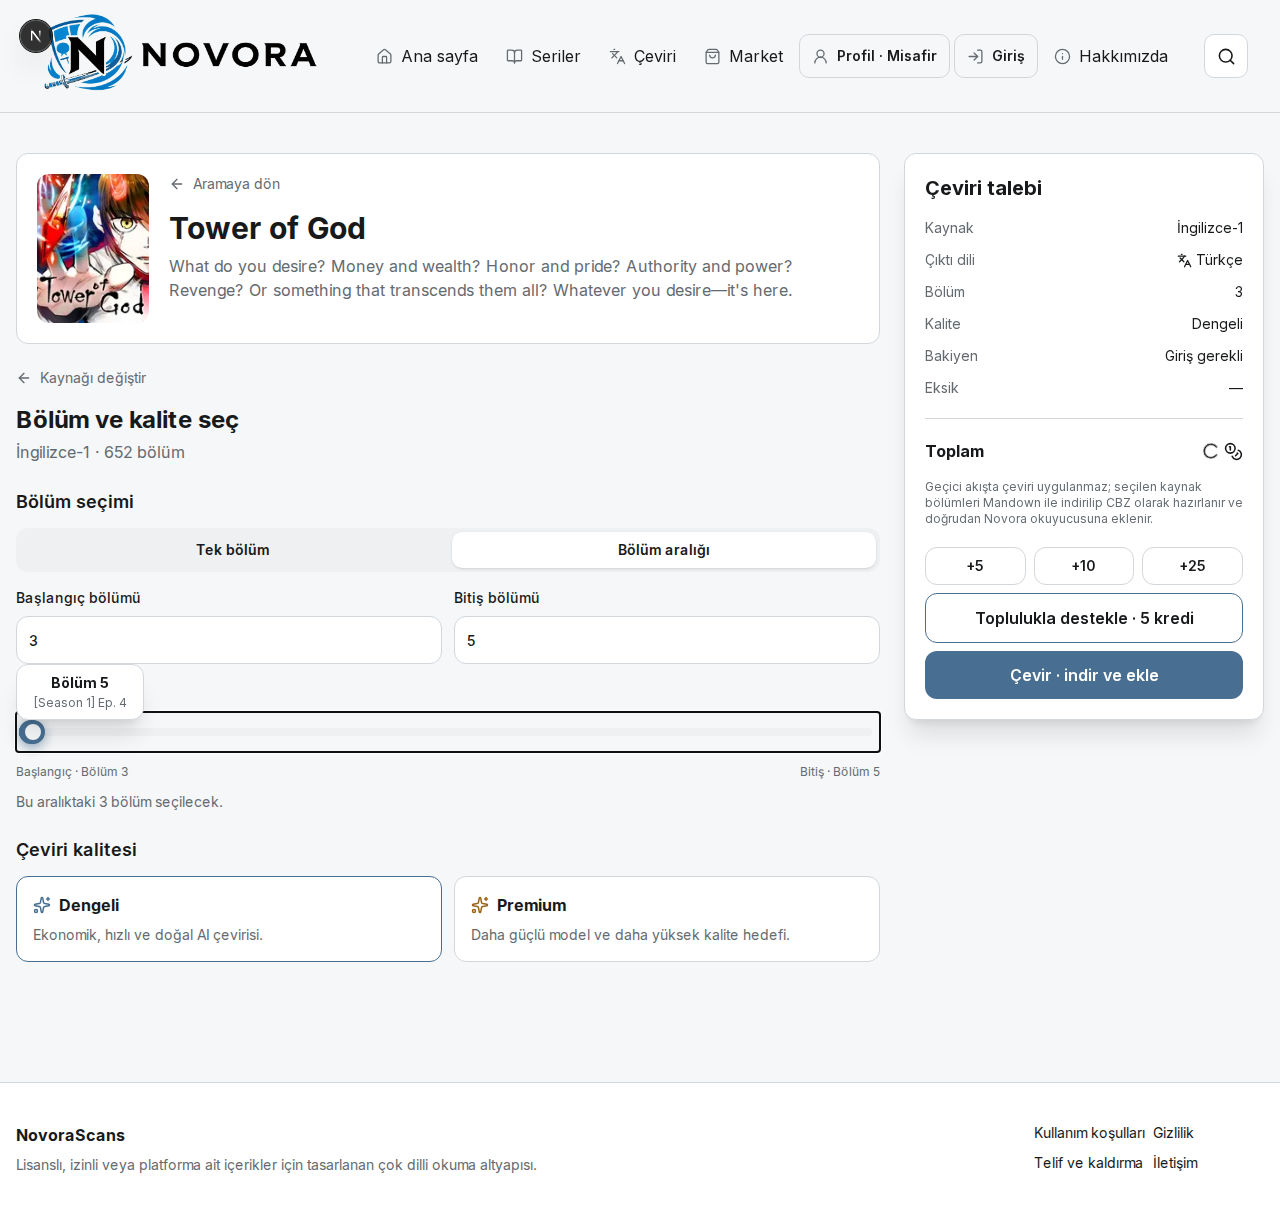 N
N NOVORA
Ana sayfa
Seriler
Çeviri
Market
Profil · Misafir
Giriş
Hakkımızda
Tower of God
Aramaya dön
Tower of God
What do you desire? Money and wealth? Honor and pride? Authority and power?
Revenge? Or something that transcends them all? Whatever you desire—it's here.
Kaynağı değiştir
Bölüm ve kalite seç
İngilizce-1 · 652 bölüm
Bölüm seçimi
Tek bölüm
Bölüm aralığı
Başlangıç bölümü
Bitiş bölümü
3
5
Bölüm 5
[Season 1] Ep. 4
Başlangıç · Bölüm 3
Bitiş · Bölüm 5
Bu aralıktaki 3 bölüm seçilecek.
Çeviri kalitesi
Dengeli
Ekonomik, hızlı ve doğal AI çevirisi.
Premium
Daha güçlü model ve daha yüksek kalite hedefi.
Çeviri talebi
Kaynak İngilizce-1
Çıktı dili Türkçe
Bölüm 3
Kalite Dengeli
Bakiyen Giriş gerekli
Eksik —
Toplam
Geçici akışta çeviri uygulanmaz; seçilen kaynak
bölümleri Mandown ile indirilip CBZ olarak hazırlanır ve
doğrudan Novora okuyucusuna eklenir.
+5
+10
+25
Toplulukla destekle · 5 kredi
Çevir · indir ve ekle
NovoraScans
Lisanslı, izinli veya platforma ait içerikler için tasarlanan çok dilli okuma altyapısı.
Kullanım koşulları Gizlilik
Telif ve kaldırma İletişim